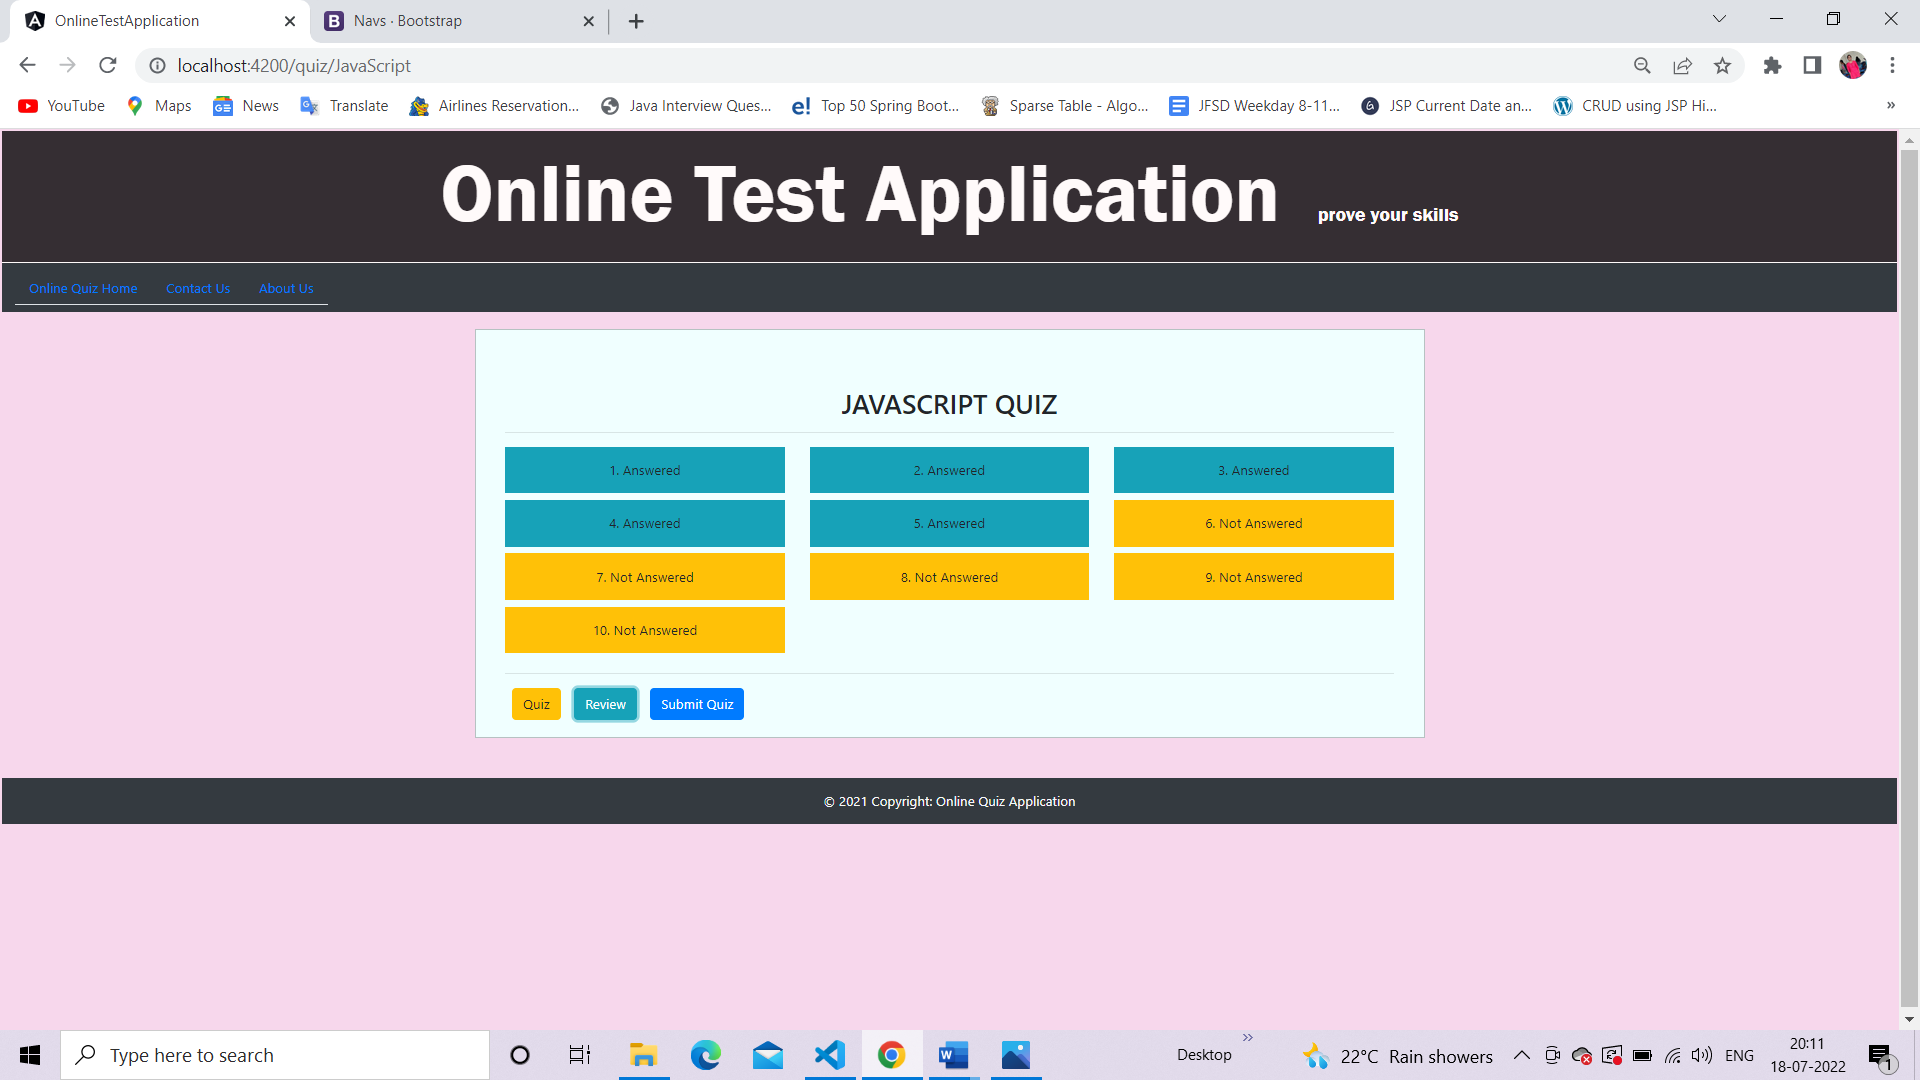 OnlineTestApplication
Navs · Bootstrap
localhost:4200/quiz/JavaScript
YouTube Maps News Translate Airlines Reservation... Java Interview Ques... Top 50 Spring Boot... Sparse Table - Algo... JFSD Weekday 8-11... JSP Current Date an... CRUD using JSP Hi... »
Online Test Application prove your skills
Online Quiz Home Contact Us About Us
JAVASCRIPT QUIZ
1. Answered 2. Answered 3. Answered
4. Answered 5. Answered 6. Not Answered
7. Not Answered 8. Not Answered 9. Not Answered
10. Not Answered
Quiz Review Submit Quiz
© 2021 Copyright: Online Quiz Application
Type here to search
Desktop »
22°C Rain showers
ENG
20:11
18-07-2022
1